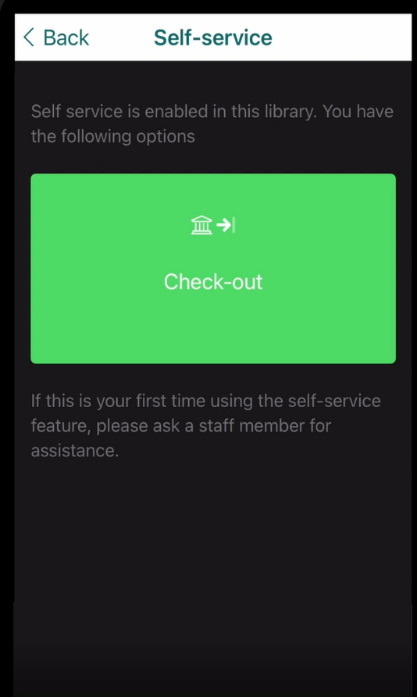 Back
Self-service
Self service is enabled in this library. You have
the following options
Check-out
If this is your first time using the self-service
feature, please ask a staff member for
assistance.